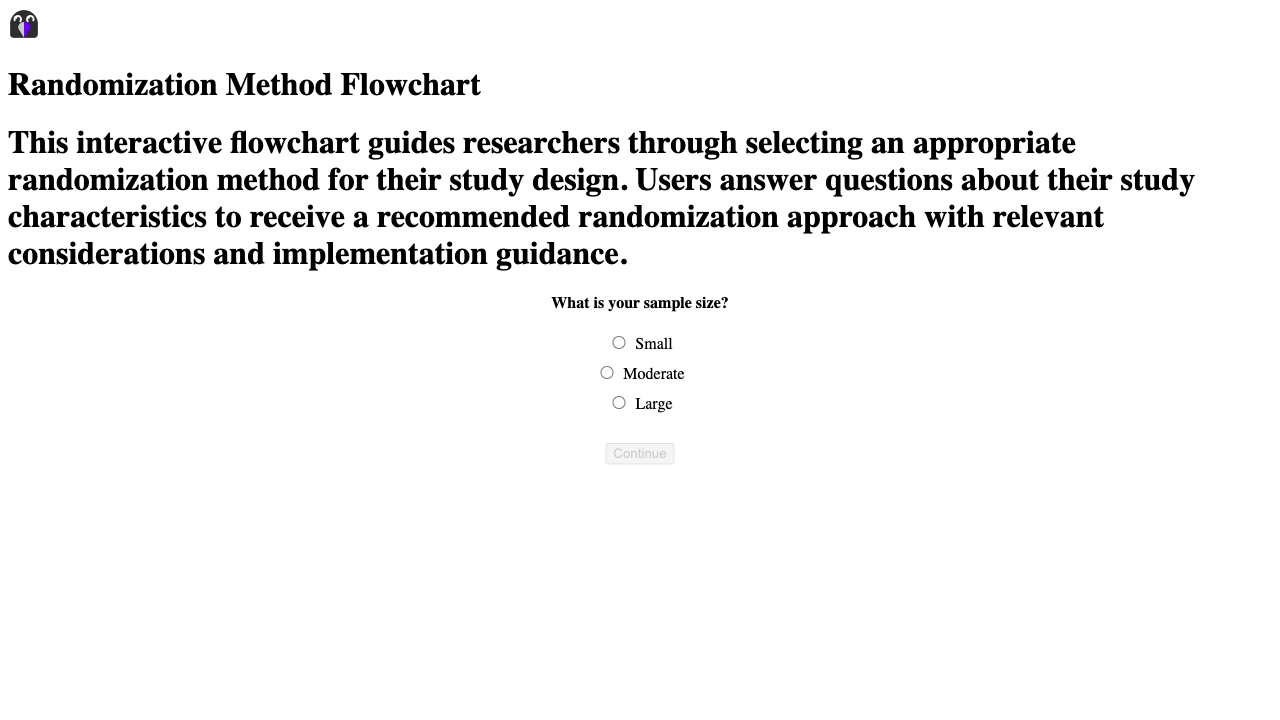 Randomization Method Flowchart
This interactive flowchart guides researchers through selecting an appropriate
randomization method for their study design. Users answer questions about their study
characteristics to receive a recommended randomization approach with relevant
considerations and implementation guidance.
What is your sample size?
Small
Moderate
Large
Continue